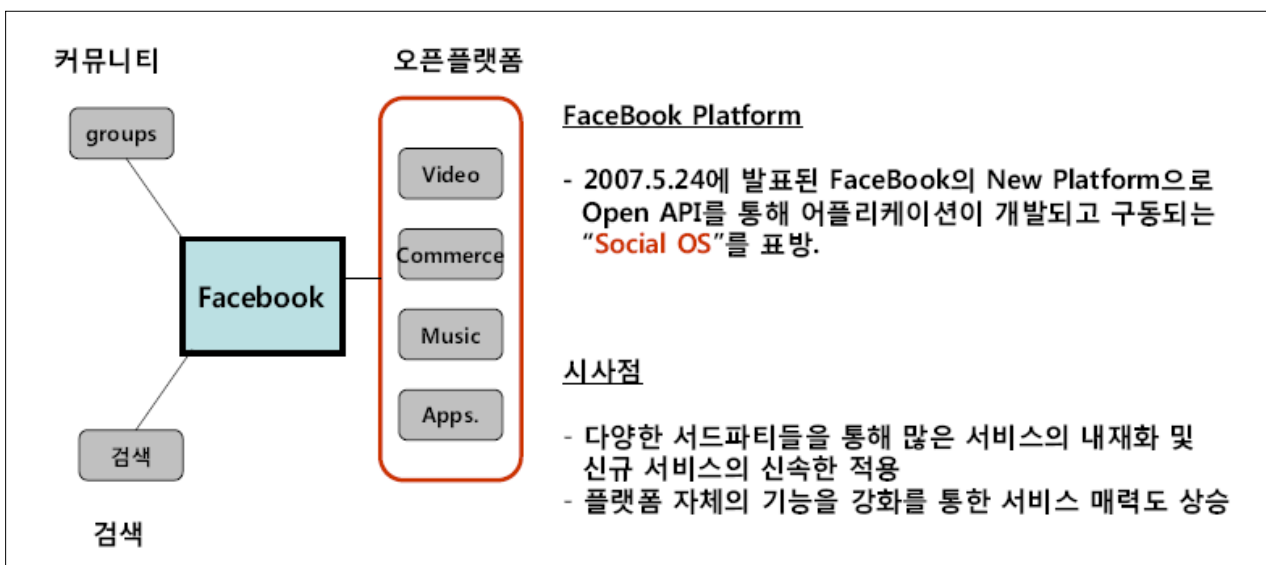 커뮤니티
groups
Facebook
검색
검색
오픈플랫폼
Video
Commerce
Music
Apps.
FaceBook Platform
- 2007.5.24에 발표된 FaceBook의 New Platform으로
Open API를 통해 어플리케이션이 개발되고 구동되는
“Social OS”를 표방.
시사점
- 다양한 서드파티들을 통해 많은 서비스의 내재화 및
신규 서비스의 신속한 적용
- 플랫폼 자체의 기능을 강화를 통한 서비스 매력도 상승